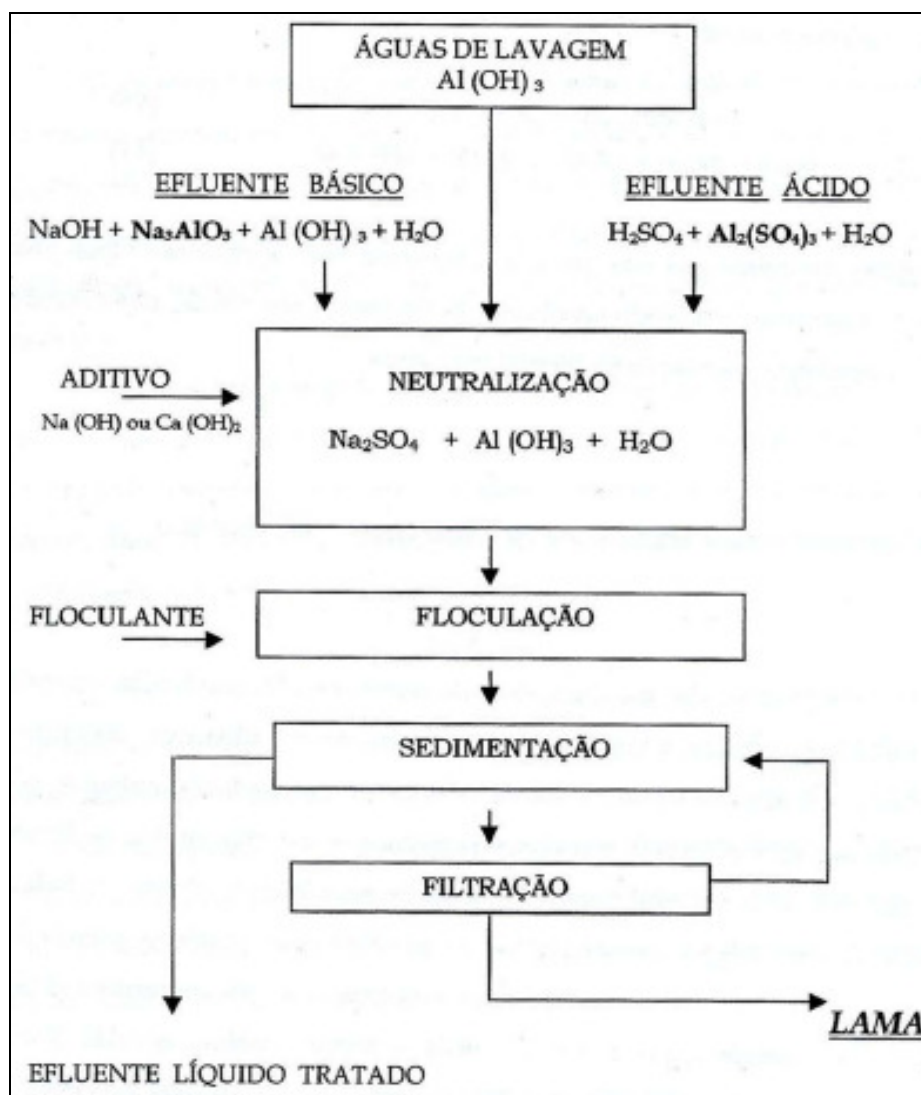 ÁGUAS DE LAVAGEM
Al (OH) ₃
EFLUENTE BÁSICO
NaOH + Na₃AlO₃ + Al (OH) ₃ + H₂O
EFLUENTE ÁCIDO
H₂SO₄ + Al₂(SO₄)₃ + H₂O
ADITIVO
Na (OH) ou Ca (OH)₂
NEUTRALIZAÇÃO
Na₂SO₄ + Al (OH)₃ + H₂O
FLOCULANTE
FLOCULAÇÃO
SEDIMENTAÇÃO
FILTRAÇÃO
LAMA
EFLUENTE LÍQUIDO TRATADO